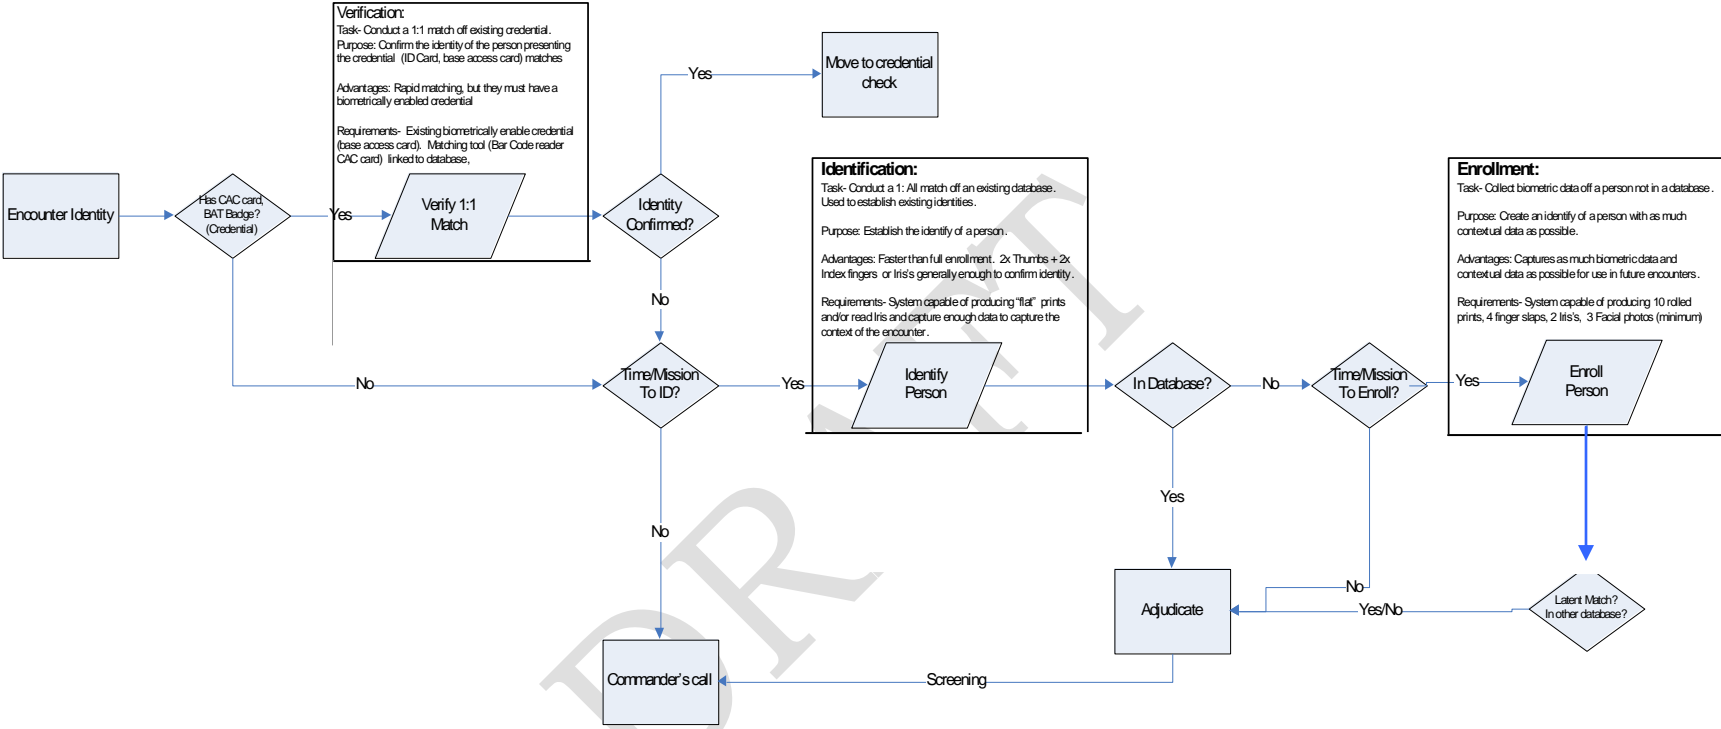 Verification:
Task- Conduct a 1:1 match off existing credential.
Purpose: Confirm the identity of the person presenting
the credential (ID Card, base access card) matches
Advantages: Rapid matching, but they must have a
biometrically enabled credential
Requirements- Existing biometrically enable credential
(base access card). Matching tool (Bar Code reader
CAC card) linked to database,
Encounter Identity
Has CAC card,
BAT Badge?
(Credential)
Yes
Verify 1:1
Match
Identity
Confirmed?
Yes
Move to credential
check
No
No
Time/Mission
To ID?
Yes
No
Identification:
Task- Conduct a 1: All match off an existing database.
Used to establish existing identities.
Purpose: Establish the identify of a person.
Advantages: Faster than full enrollment. 2x Thumbs + 2x
Index fingers or Iris's generally enough to confirm identity.
Requirements- System capable of producing “flat” prints
and/or read Iris and capture enough data to capture the
context of the encounter.
Identify
Person
In Database?
No
Yes
Time/Mission
To Enroll?
Yes
No
Enrollment:
Task- Collect biometric data off a person not in a database.
Purpose: Create an identify of a person with as much
contextual data as possible.
Advantages: Captures as much biometric data and
contextual data as possible for use in future encounters.
Requirements- System capable of producing 10 rolled
prints, 4 finger slaps, 2 Iris's, 3 Facial photos (minimum)
Enroll
Person
Latent Match?
In other database?
Yes/No
Adjudicate
Screening
Commander's call
DRAFT